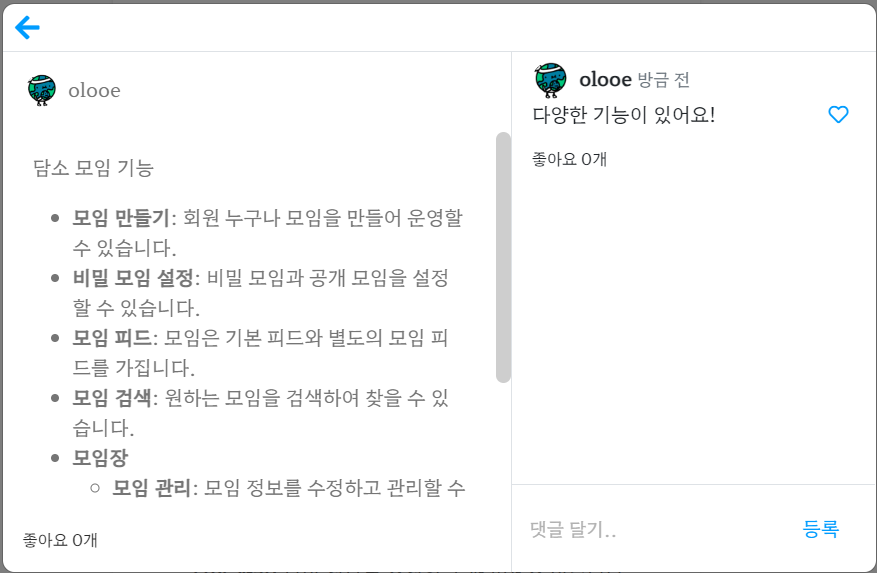 olooe
담소 모임 기능
모임 만들기: 회원 누구나 모임을 만들어 운영할
수 있습니다.
비밀 모임 설정: 비밀 모임과 공개 모임을 설정
할 수 있습니다.
모임 피드: 모임은 기본 피드와 별도의 모임 피
드를 가집니다.
모임 검색: 원하는 모임을 검색하여 찾을 수 있
습니다.
모임장
모임 관리: 모임 정보를 수정하고 관리할 수
좋아요 0개
olooe 방금 전
다양한 기능이 있어요!
좋아요 0개
댓글 달기..
등록